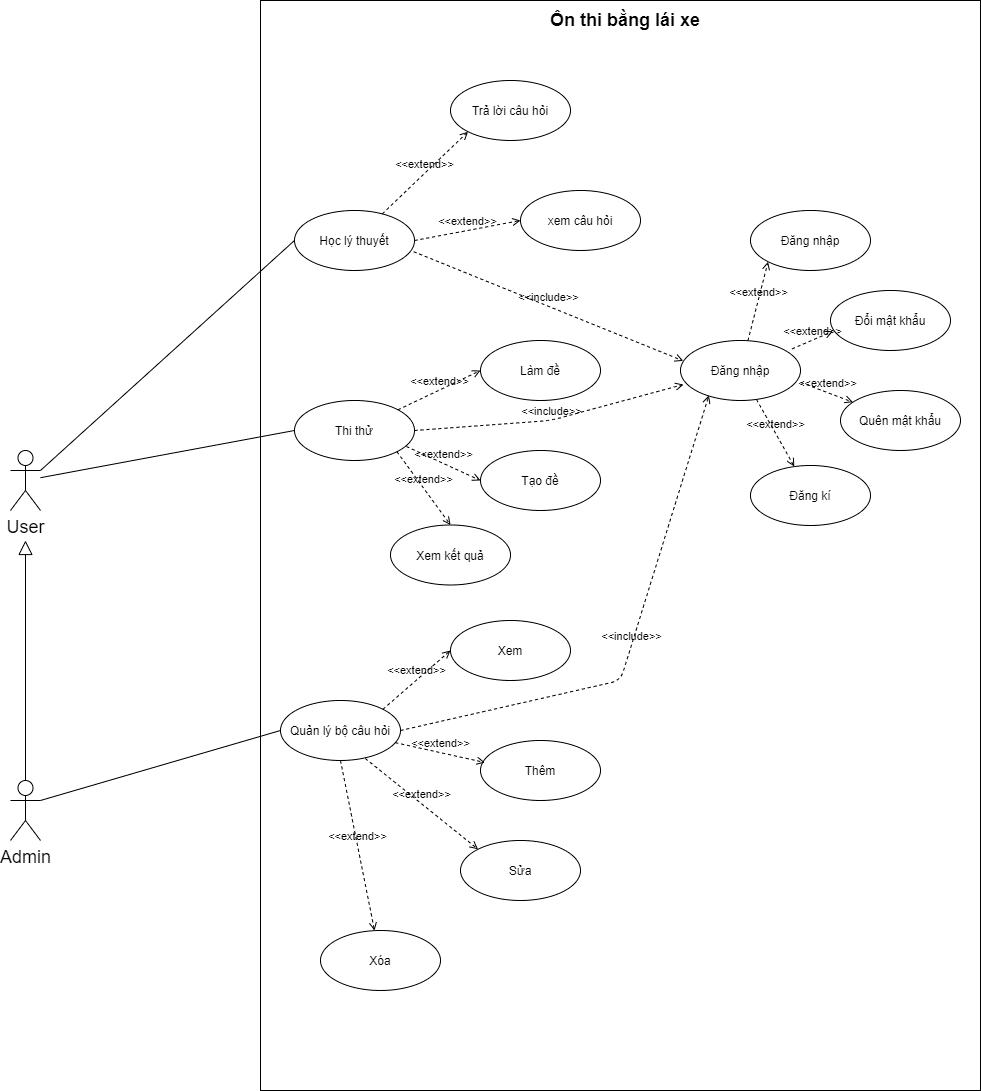 Ôn thi bằng lái xe
Trả lời câu hỏi
<<extend>>
Học lý thuyết
<<extend>>
xem câu hỏi
<<include>>
Đăng nhập
<<extend>>
Đổi mật khẩu
<<extend>>
Đăng nhập
<<extend>>
Quên mật khẩu
<<extend>>
Đăng kí
Làm đề
<<extend>>
<<include>>
Thi thử
<<extend>>
Tạo đề
<<extend>>
Xem kết quả
User
<<include>>
Xem
<<extend>>
Quản lý bộ câu hỏi
<<extend>>
Thêm
<<extend>>
<<extend>>
Sửa
Admin
Xóa